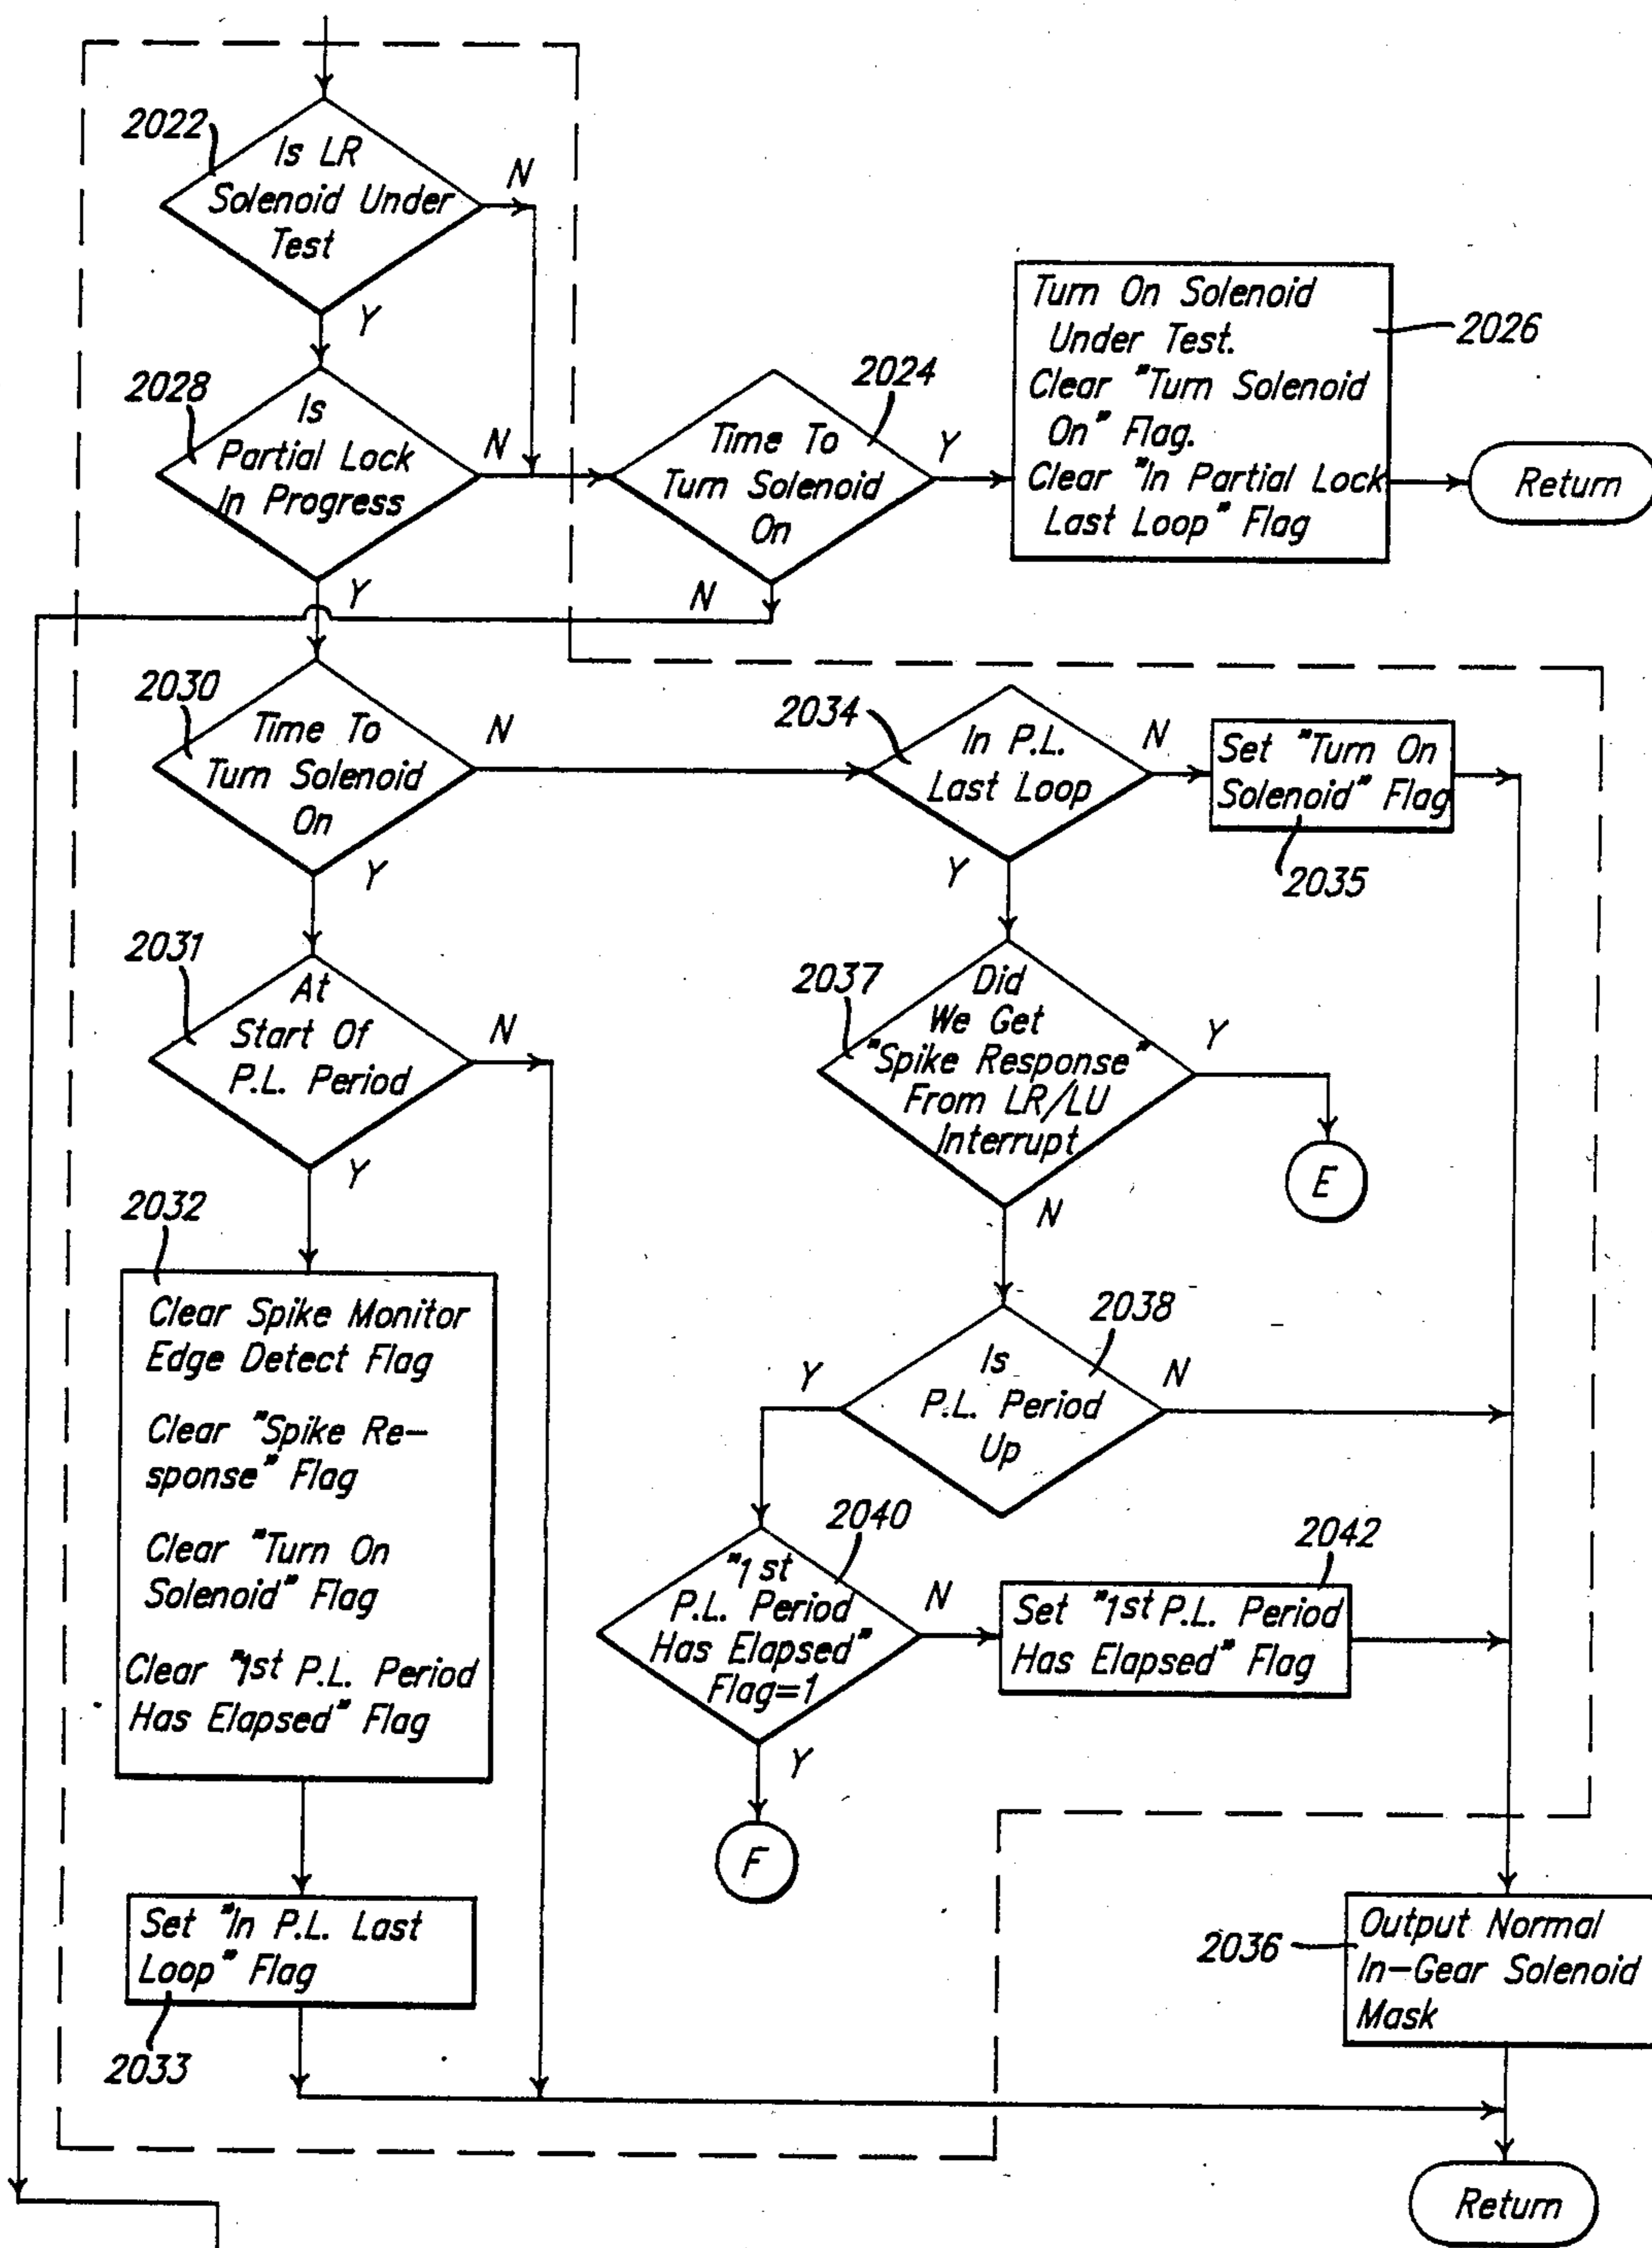 2022
Is LR
Solenoid Under
Test
N
Y
2028
Is
Partial Lock
In Progress
N
Y
2024
Time To
Turn Solenoid
On
Y
N
Turn On Solenoid
Under Test.
Clear "Turn Solenoid
On" Flag.
Clear "In Partial Lock
Last Loop" Flag
2026
Return
2030
Time To
Turn Solenoid
On
N
Y
2034
In P.L.
Last Loop
N
Y
Set "Turn On
Solenoid" Flag
2035
2031
At
Start Of
P.L. Period
N
Y
2037
Did
We Get
"Spike Response"
From LR/LU
Interrupt
Y
N
E
2032
Clear Spike Monitor
Edge Detect Flag
Clear "Spike Re-
sponse" Flag
Clear "Turn On
Solenoid" Flag
Clear "1st P.L. Period
Has Elapsed" Flag
2038
Is
P.L. Period
Up
Y
N
2040
"1st
P.L. Period
Has Elapsed"
Flag=1
N
Y
2042
Set "1st P.L. Period
Has Elapsed" Flag
F
Set "In P.L. Last
Loop" Flag
2033
2036
Output Normal
In-Gear Solenoid
Mask
Return